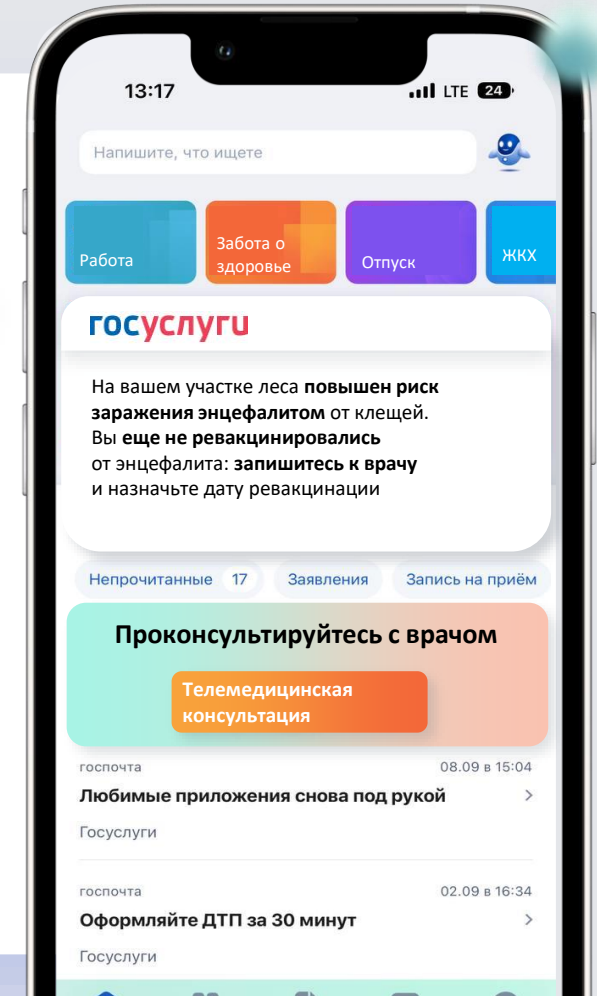 13:17
LTE 24
Напишите, что ищете
Работа
Забота о
здоровье
Отпуск
ЖКХ
госуслуги
На вашем участке леса повышен риск
заражения энцефалитом от клещей.
Вы еще не ревакцинировались
от энцефалита: запишитесь к врачу
и назначьте дату ревакцинации
Непрочитанные 17 Заявления Запись на приём
Проконсультируйтесь с врачом
Телемедицинская
консультация
госпочта 08.09 в 15:04
Любимые приложения снова под рукой
Госуслуги
госпочта 02.09 в 16:34
Оформляйте ДТП за 30 минут
Госуслуги